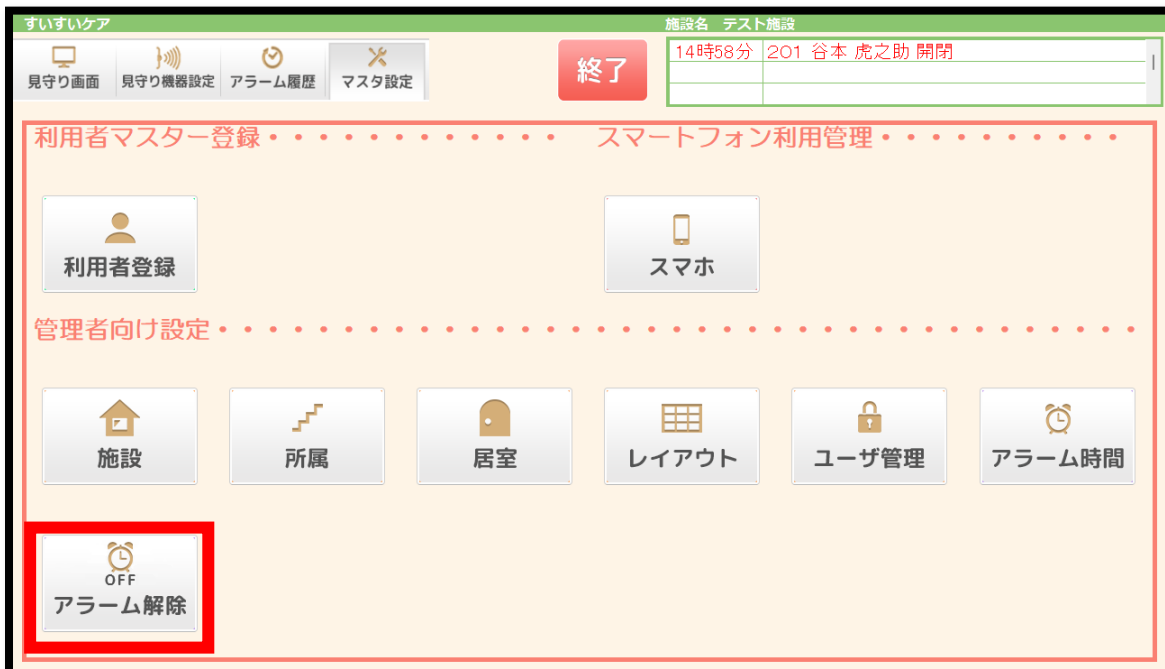 すいすいケア
施設名 テスト施設
見守り画面 見守り機器設定 アラーム履歴 マスタ設定
終了
14時58分 201 谷本 虎之助 開閉
利用者マスター登録・・・・・・・・・・・・
スマートフォン利用管理・・・・・・・・・・
利用者登録
スマホ
管理者向け設定・・・・・・・・・・・・・・・・・・・・・・・・・・・・・・・・・・・・・
施設 所属 居室 レイアウト ユーザ管理 アラーム時間
OFF
アラーム解除